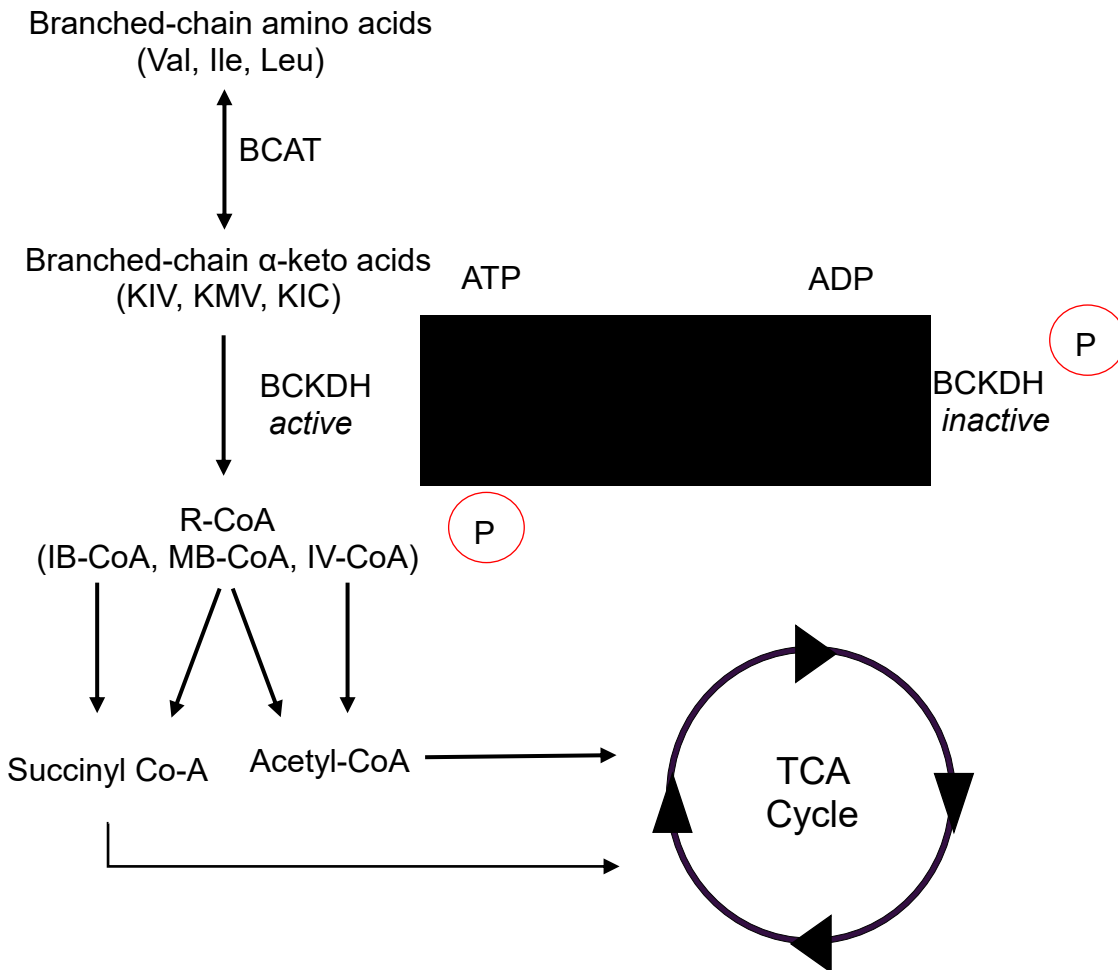 Branched-chain amino acids
(Val, Ile, Leu)
BCAT
Branched-chain α-keto acids
(KIV, KMV, KIC)
ATP
ADP
P
BCKDH
active
BCKDH
inactive
R-CoA
(IB-CoA, MB-CoA, IV-CoA)
P
Succinyl Co-A
Acetyl-CoA
TCA
Cycle